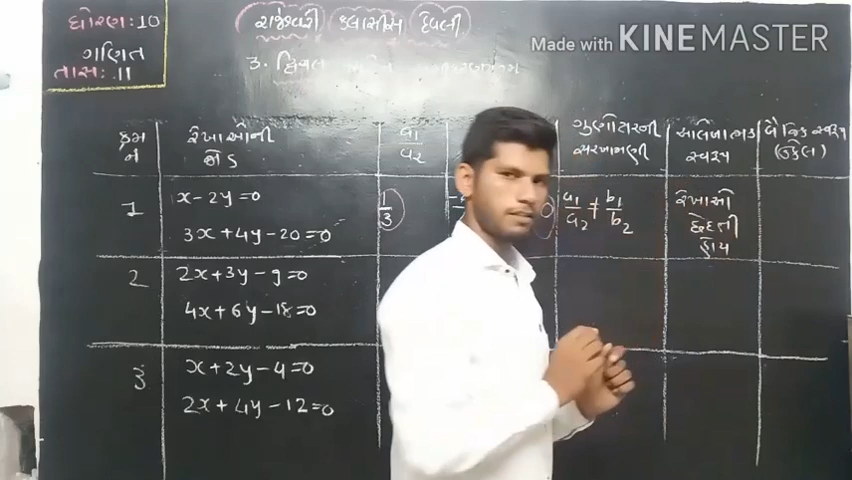 ધોરણ: 10
ગણિત
તાસ: 11
રાજેશ્વરી કલાસીસ દેવલી
Made with KINEMASTER
3. દ્વિચલ
ક્રમ નં
રેખાઓની જોડ
a₁/a₂
ગુણોત્તરની સરખામણી
આલેખાત્મક સ્વરૂપ
બૈજિક સ્વરૂપ (ઉકેલ)
1
x-2y=0
3x+4y-20=0
1/3
0
a₁/a₂ ≠ b₁/b₂
રેખાઓ
છેદતી
હોય
2
2x+3y-9=0
4x+6y-18=0
3
x+2y-4=0
2x+4y-12=0